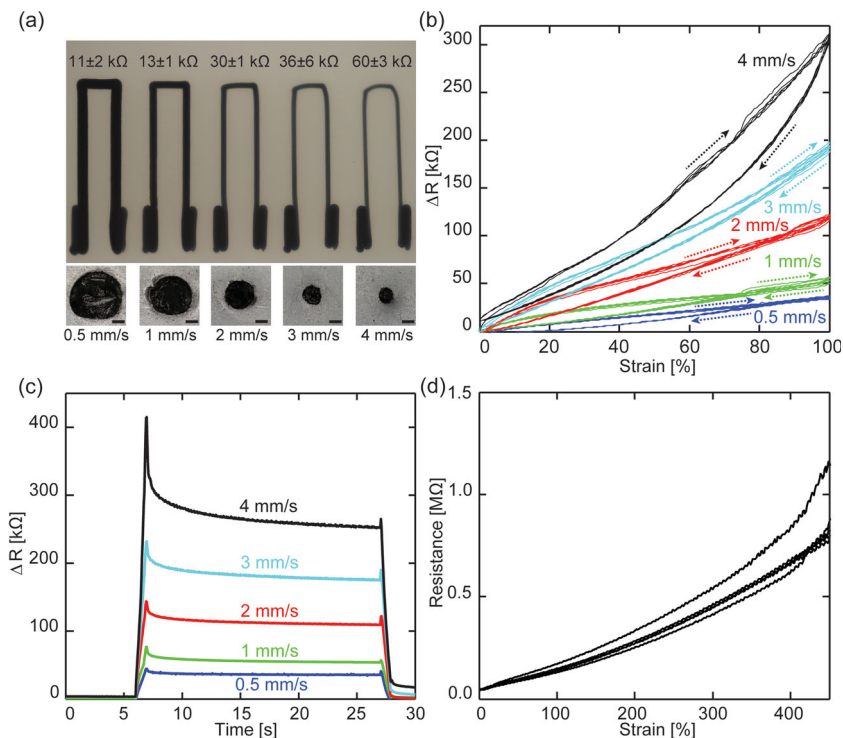 (a)
11±2 kΩ 13±1 kΩ 30±1 kΩ 36±6 kΩ 60±3 kΩ
0.5 mm/s 1 mm/s 2 mm/s 3 mm/s 4 mm/s
(b)
300
250
200
150
100
50
0
ΔR [kΩ]
4 mm/s
3 mm/s
2 mm/s
1 mm/s
0.5 mm/s
0 20 40 60 80 100
Strain [%]
(c)
400
300
200
100
0
Δ R [kΩ]
4 mm/s
3 mm/s
2 mm/s
1 mm/s
0.5 mm/s
0 5 10 15 20 25 30
Time [s]
(d)
1.5
1.0
0.5
0.0
Resistance [MΩ]
0 100 200 300 400
Strain [%]